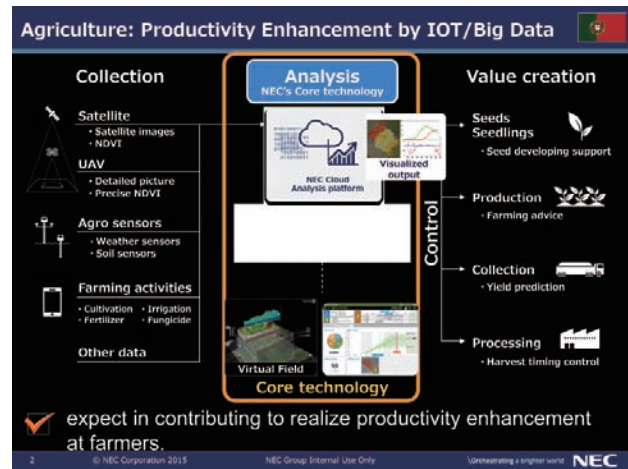 Agriculture: Productivity Enhancement by IOT/Big Data
Collection
Satellite
• Satellite images
• NDVI
UAV
• Detailed picture
• Precise NDVI
Agro sensors
• Weather sensors
• Soil sensors
Farming activities
• Cultivation • Irrigation
• Fertilizer • Fungicide
Other data
Analysis
NEC's Core technology
NEC Cloud
Analysis platform
Visualized
output
Virtual Field
Core technology
Control
Value creation
Seeds
Seedlings
• Seed developing support
Production
• Farming advice
Collection
• Yield prediction
Processing
• Harvest timing control
expect in contributing to realize productivity enhancement
at farmers.
2 © NEC Corporation 2015 NEC Group Internal Use Only \Orchestrating a brighter world NEC